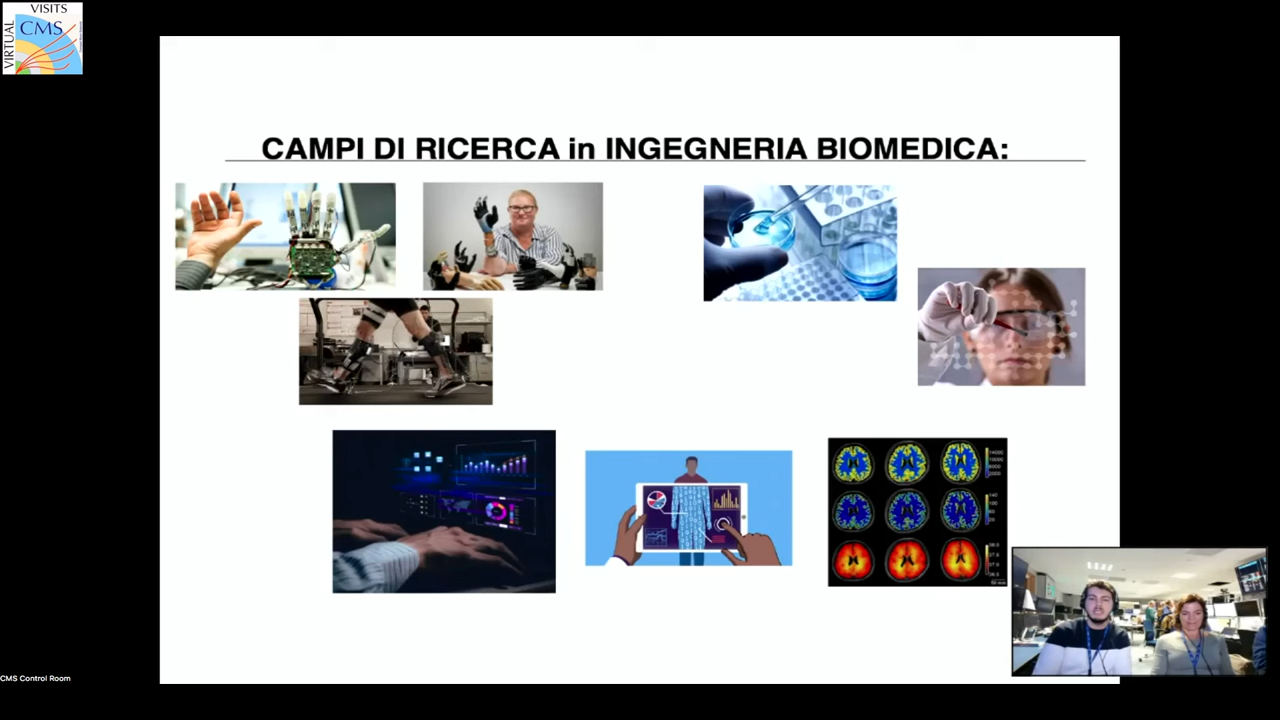 VISITS
CMS
VIRTUAL
CAMPI DI RICERCA in INGEGNERIA BIOMEDICA:
CMS Control Room